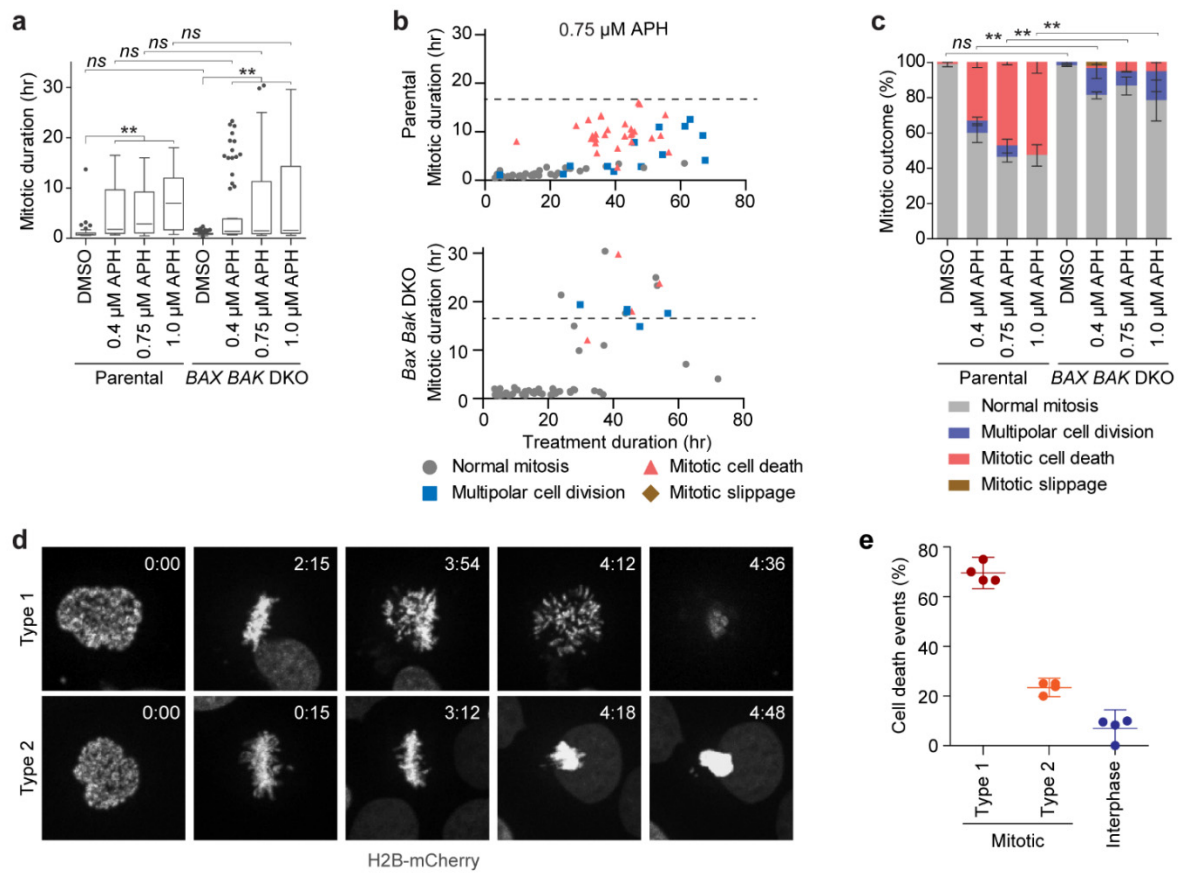 a
Mitotic duration (hr)
30
20
10
0
ns
ns
ns
ns
**
**
DMSO
0.4 µM APH
0.75 µM APH
1.0 µM APH
DMSO
0.4 µM APH
0.75 µM APH
1.0 µM APH
Parental
BAX BAK DKO
b
0.75 µM APH
Parental
Mitotic duration (hr)
30
20
10
0
0
20
40
60
80
Bax Bak DKO
Mitotic duration (hr)
30
20
10
0
0
20
40
60
80
Treatment duration (hr)
Normal mitosis
Mitotic cell death
Multipolar cell division
Mitotic slippage
c
Mitotic outcome (%)
100
80
60
40
20
0
ns
**
**
**
DMSO
0.4 µM APH
0.75 µM APH
1.0 µM APH
DMSO
0.4 µM APH
0.75 µM APH
1.0 µM APH
Parental
BAX BAK DKO
Normal mitosis
Multipolar cell division
Mitotic cell death
Mitotic slippage
d
Type 1
0:00
2:15
3:54
4:12
4:36
Type 2
0:00
0:15
3:12
4:18
4:48
H2B-mCherry
e
Cell death events (%)
80
60
40
20
0
Type 1
Type 2
Interphase
Mitotic